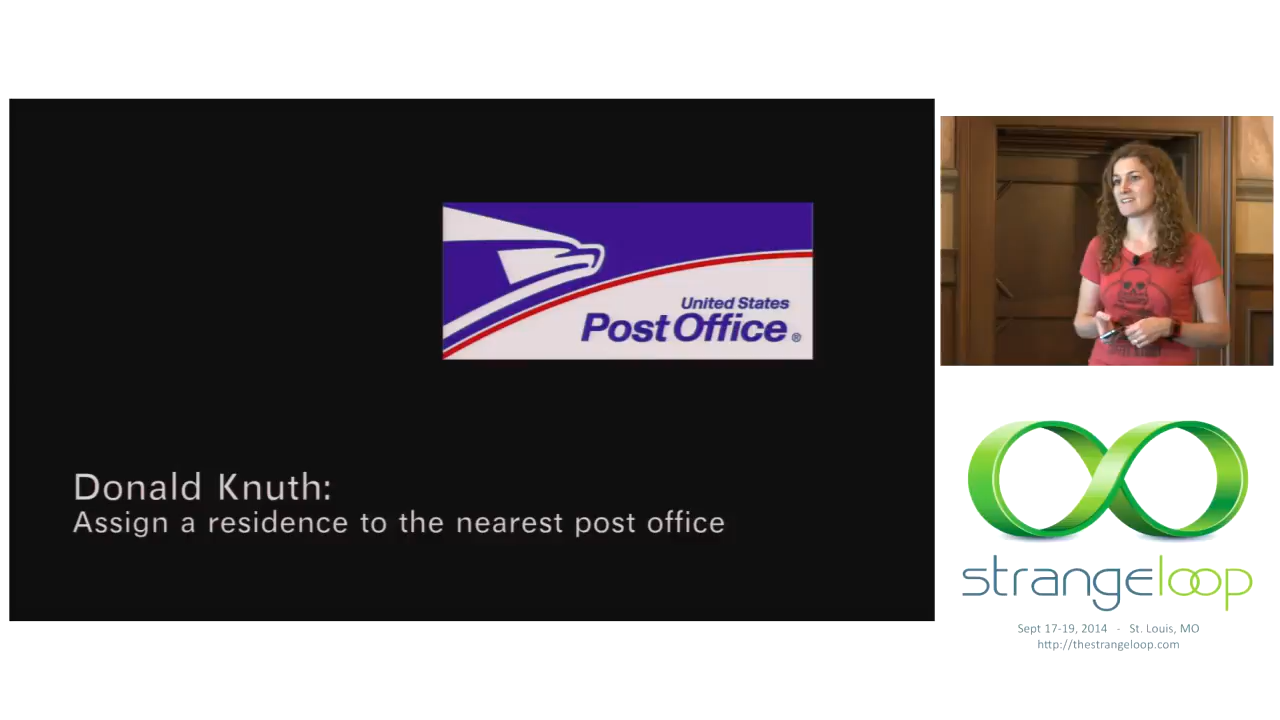 United States
Post Office ®
Donald Knuth:
Assign a residence to the nearest post office
strangeloop
Sept 17-19, 2014 - St. Louis, MO
http://thestrangeloop.com